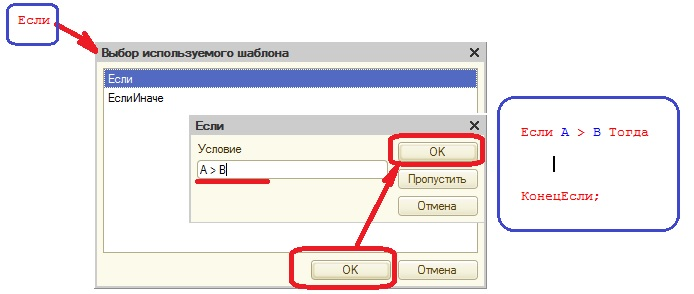 Если
Выбор используемого шаблона
Если
ЕслиИначе
Если
Условие
A > B
OK
Пропустить
Отмена
OK
Отмена
Если A > B Тогда
КонецЕсли;